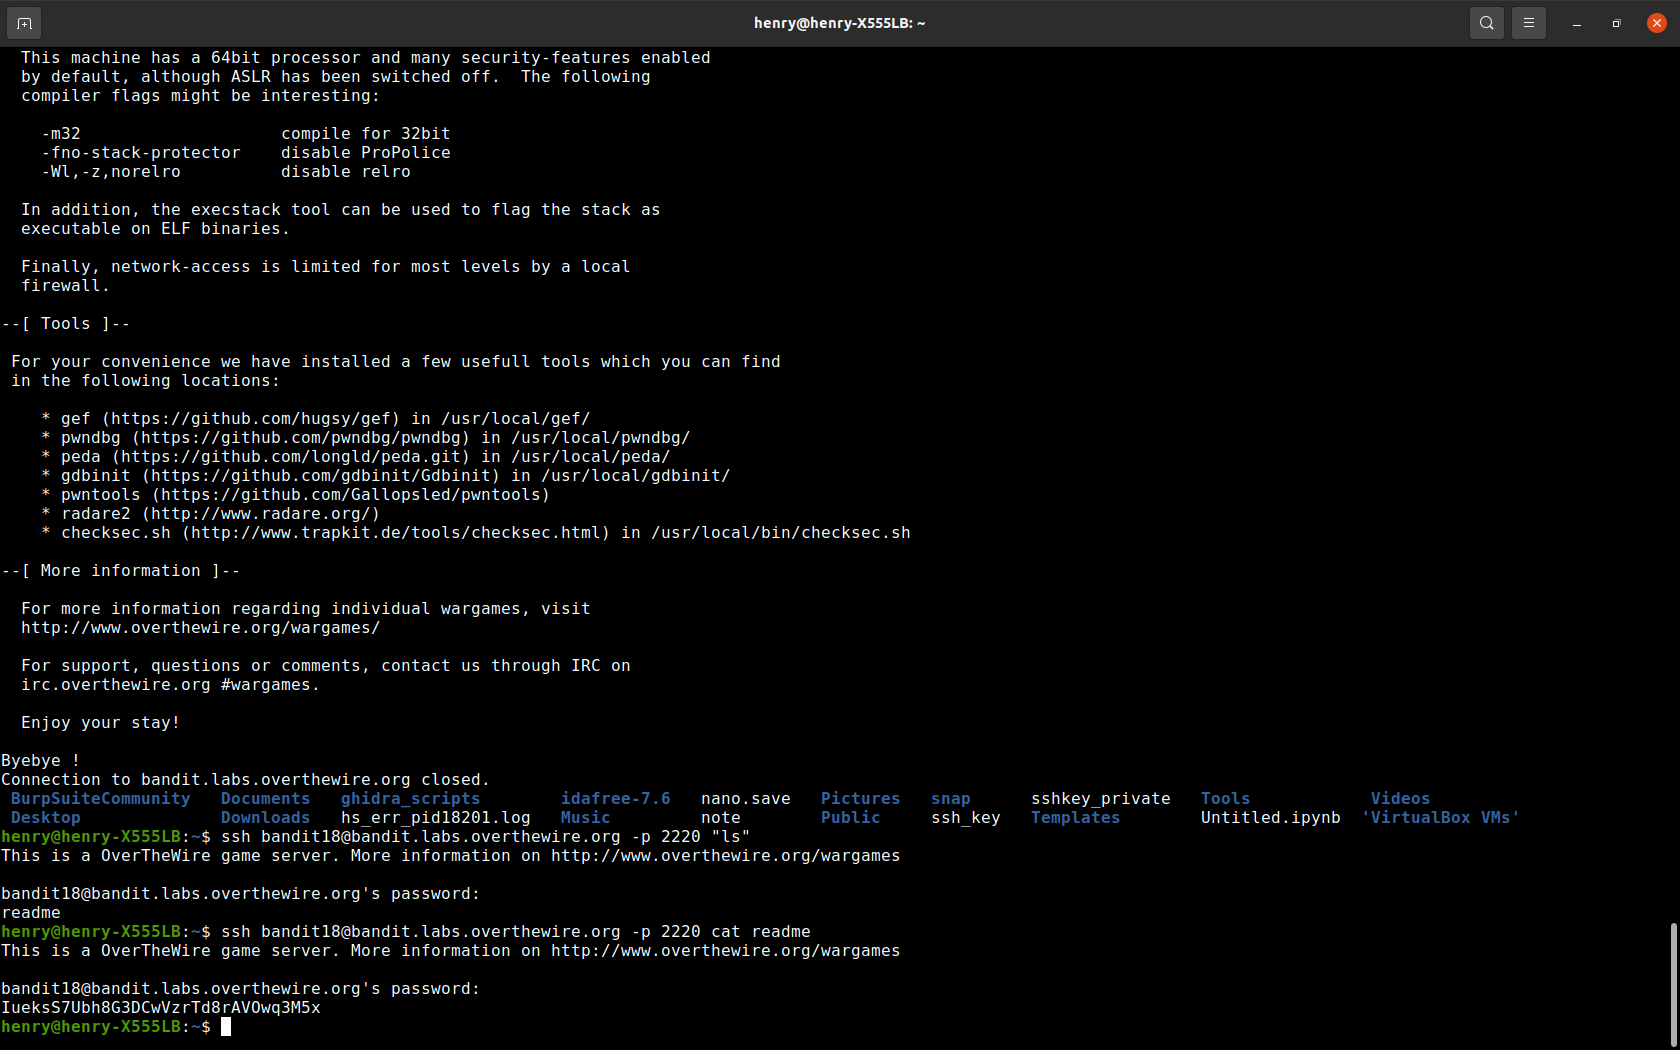 henry@henry-X555LB: ~
This machine has a 64bit processor and many security-features enabled
by default, although ASLR has been switched off.  The following
compiler flags might be interesting:
-m32                    compile for 32bit
-fno-stack-protector    disable ProPolice
-Wl,-z,norelro          disable relro
In addition, the execstack tool can be used to flag the stack as
executable on ELF binaries.
Finally, network-access is limited for most levels by a local
firewall.
--[ Tools ]--
For your convenience we have installed a few usefull tools which you can find
in the following locations:
* gef (https://github.com/hugsy/gef) in /usr/local/gef/
* pwndbg (https://github.com/pwndbg/pwndbg) in /usr/local/pwndbg/
* peda (https://github.com/longld/peda.git) in /usr/local/peda/
* gdbinit (https://github.com/gdbinit/Gdbinit) in /usr/local/gdbinit/
* pwntools (https://github.com/Gallopsled/pwntools)
* radare2 (http://www.radare.org/)
* checksec.sh (http://www.trapkit.de/tools/checksec.html) in /usr/local/bin/checksec.sh
--[ More information ]--
For more information regarding individual wargames, visit
http://www.overthewire.org/wargames/
For support, questions or comments, contact us through IRC on
irc.overthewire.org #wargames.
Enjoy your stay!
Byebye !
Connection to bandit.labs.overthewire.org closed.
BurpSuiteCommunity   Documents   ghidra_scripts        idafree-7.6   nano.save   Pictures   snap      sshkey_private   Tools            Videos
Desktop              Downloads   hs_err_pid18201.log   Music         note        Public     ssh_key   Templates        Untitled.ipynb  'VirtualBox VMs'
henry@henry-X555LB:~$ ssh bandit18@bandit.labs.overthewire.org -p 2220 "ls"
This is a OverTheWire game server. More information on http://www.overthewire.org/wargames
bandit18@bandit.labs.overthewire.org's password:
readme
henry@henry-X555LB:~$ ssh bandit18@bandit.labs.overthewire.org -p 2220 cat readme
This is a OverTheWire game server. More information on http://www.overthewire.org/wargames
bandit18@bandit.labs.overthewire.org's password:
IueksS7Ubh8G3DCwVzrTd8rAVOwq3M5x
henry@henry-X555LB:~$